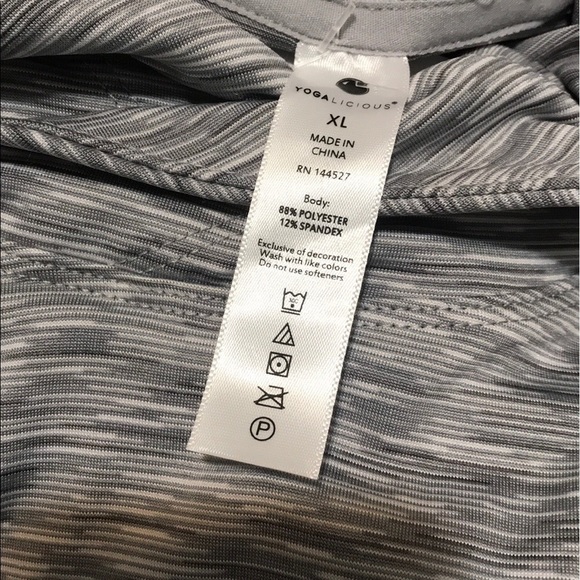 YOGALICIOUS®
XL
MADE IN
CHINA
RN 144527
Body:
88% POLYESTER
12% SPANDEX
Exclusive of decoration
Wash with like colors
Do not use softeners
P